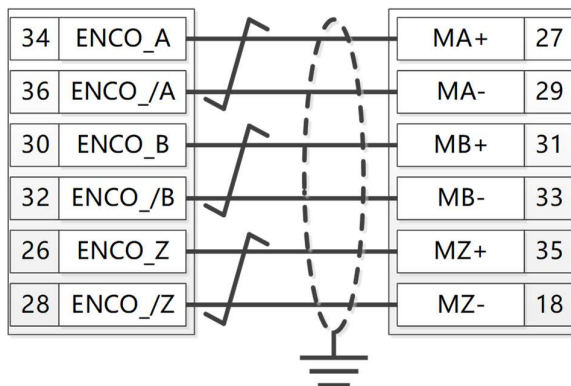 34 ENCO_A MA+ 27
36 ENCO_/A MA- 29
30 ENCO_B MB+ 31
32 ENCO_/B MB- 33
26 ENCO_Z MZ+ 35
28 ENCO_/Z MZ- 18